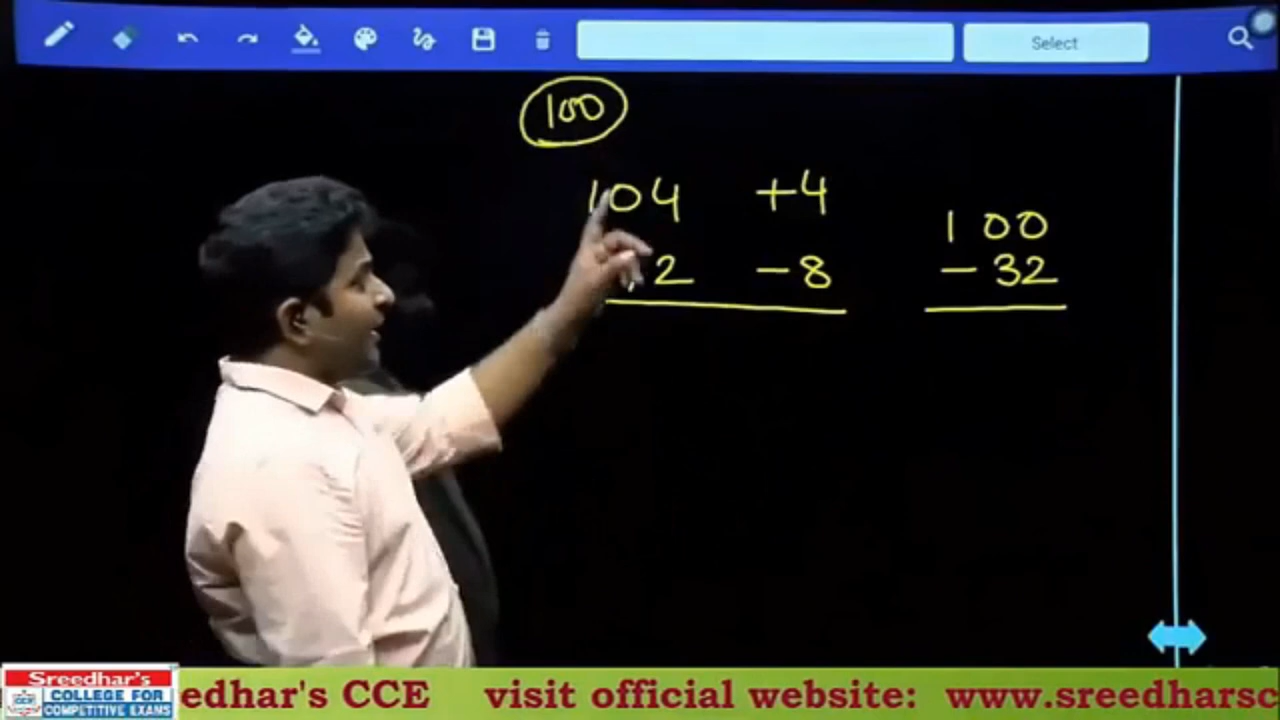 Select
100
104 +4
2 -8
100
-32
Sreedhar's
CCE
COLLEGE FOR
COMPETITIVE EXAMS
edhar's CCE visit official website: www.sreedharsc